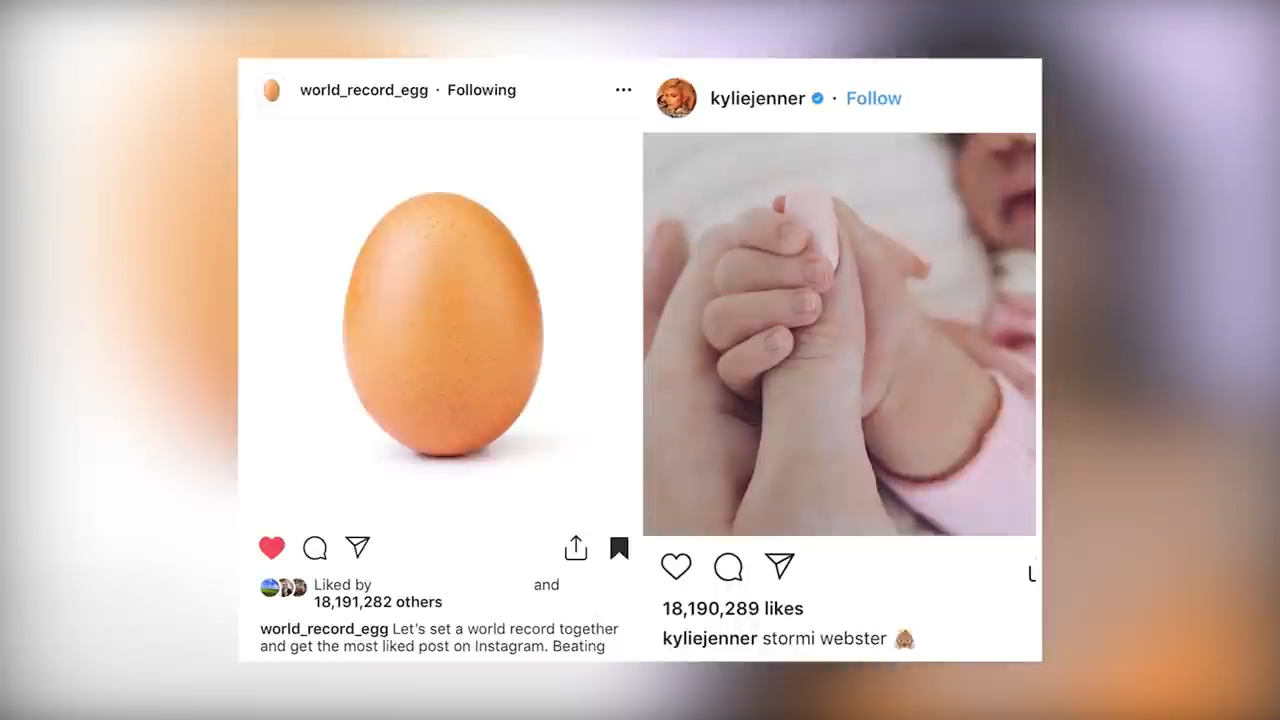 world_record_egg · Following
Liked by and
18,191,282 others
world_record_egg Let's set a world record together
and get the most liked post on Instagram. Beating
kyliejenner · Follow
18,190,289 likes
kyliejenner stormi webster